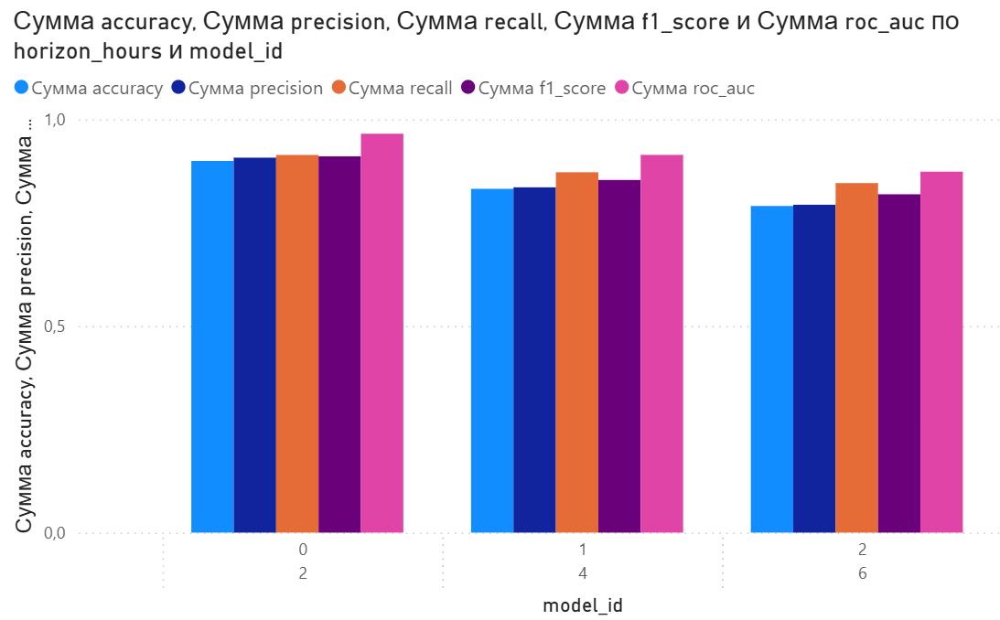 Сумма accuracy, Сумма precision, Сумма recall, Сумма f1_score и Сумма roc_auc по
horizon_hours и model_id
Сумма accuracy Сумма precision Сумма recall Сумма f1_score Сумма roc_auc
Сумма accuracy, Сумма precision, Сумма ...
1,0
0,5
0,0
0 1 2
2 4 6
model_id